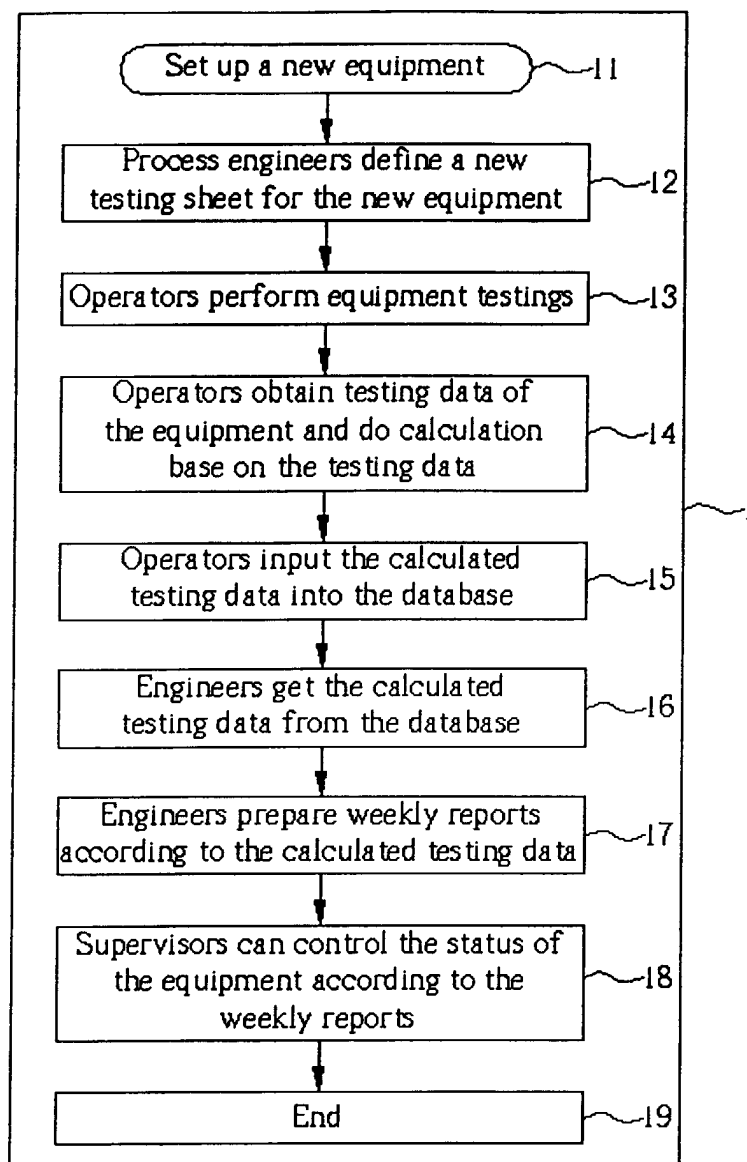 Set up a new equipment
11
Process engineers define a new
testing sheet for the new equipment
12
Operators perform equipment testings
13
Operators obtain testing data of
the equipment and do calculation
base on the testing data
14
Operators input the calculated
testing data into the database
15
Engineers get the calculated
testing data from the database
16
Engineers prepare weekly reports
according to the calculated testing data
17
Supervisors can control the status of
the equipment according to the
weekly reports
18
End
19